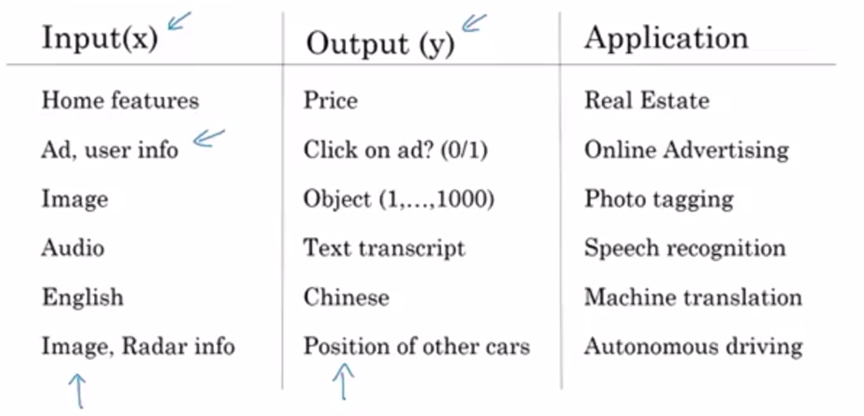 Input(x) Output (y) Application
Home features Price Real Estate
Ad, user info Click on ad? (0/1) Online Advertising
Image Object (1,...,1000) Photo tagging
Audio Text transcript Speech recognition
English Chinese Machine translation
Image, Radar info Position of other cars Autonomous driving